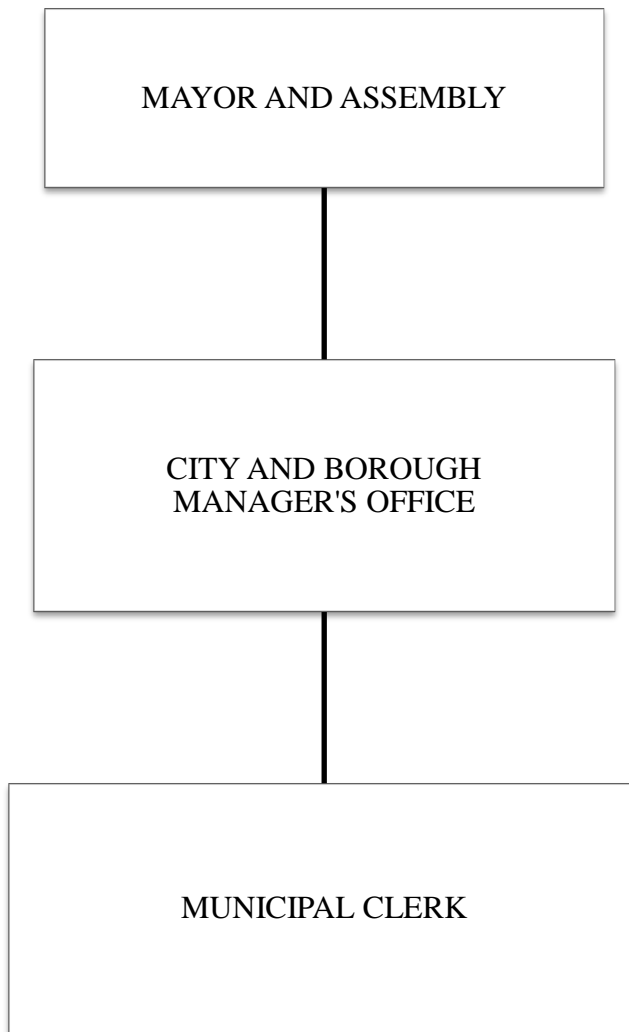 MAYOR AND ASSEMBLY
CITY AND BOROUGH
MANAGER'S OFFICE
MUNICIPAL CLERK